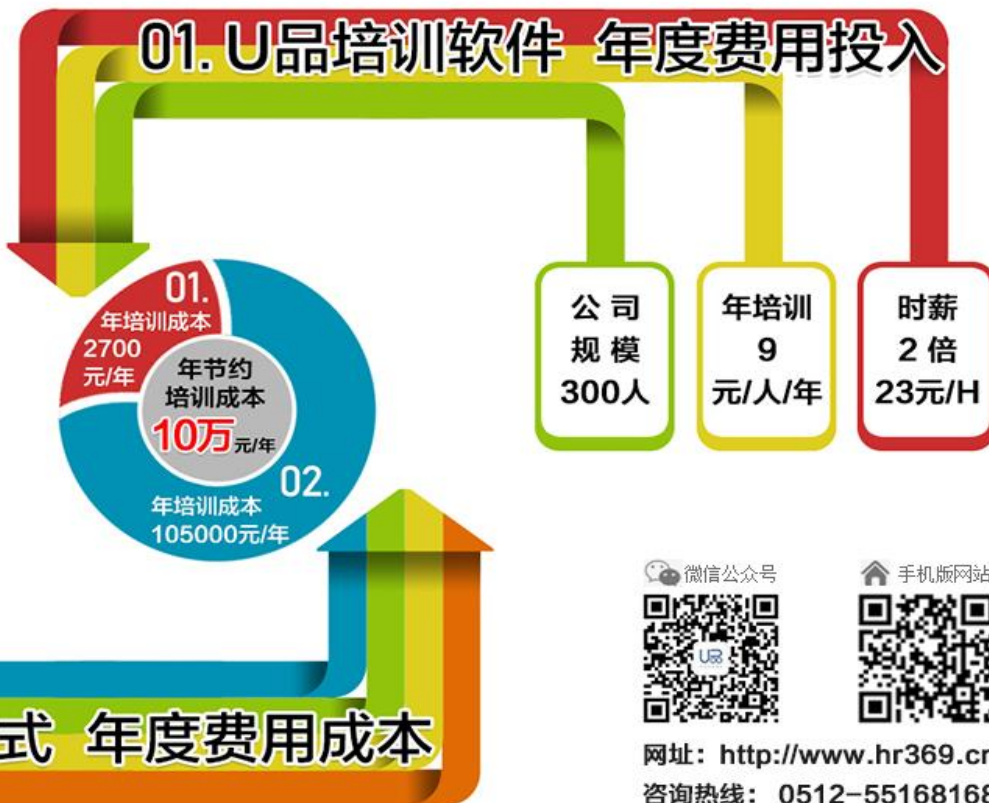 01. U品培训软件 年度费用投入
01.
年培训成本
2700
元/年
年节约
培训成本
10万元/年
02.
年培训成本
105000元/年
公 司
规 模
300人
年培训
9
元/人/年
时薪
2 倍
23元/H
式 年度费用成本
微信公众号
手机版网站
U品
网址：http://www.hr369.cn
咨询热线： 0512-55168168